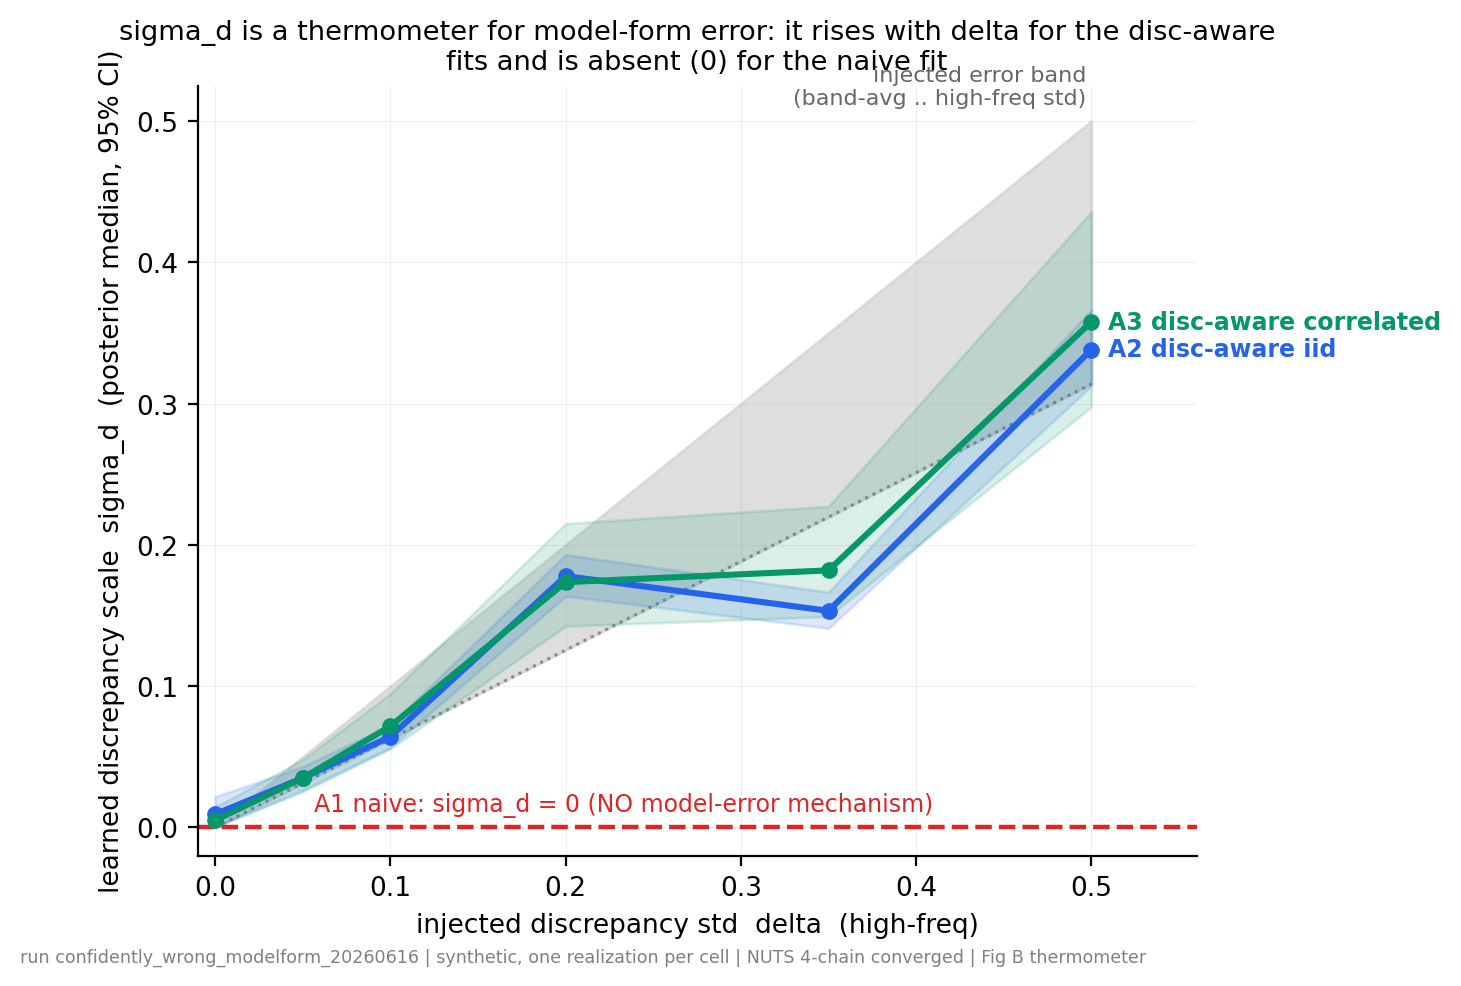 sigma_d is a thermometer for model-form error: it rises with delta for the disc-aware
fits and is absent (0) for the naive fit
injected error band
(band-avg .. high-freq std)
learned discrepancy scale  sigma_d  (posterior median, 95% CI)
0.5
0.4
0.3
0.2
0.1
0.0
A3 disc-aware correlated
A2 disc-aware iid
A1 naive: sigma_d = 0 (NO model-error mechanism)
0.0 0.1 0.2 0.3 0.4 0.5
injected discrepancy std  delta  (high-freq)
run confidently_wrong_modelform_20260616 | synthetic, one realization per cell | NUTS 4-chain converged | Fig B thermometer